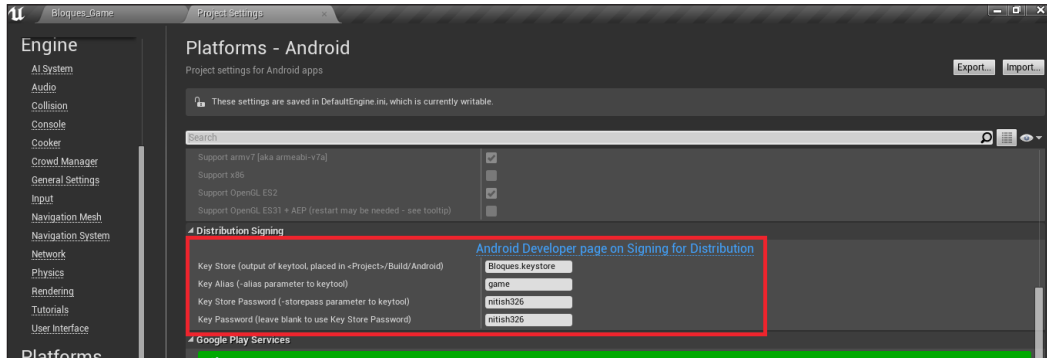 Bloques_Game
Project Settings
Engine
AI System
Audio
Collision
Console
Cooker
Crowd Manager
General Settings
Input
Navigation Mesh
Navigation System
Network
Physics
Rendering
Tutorials
User Interface
Platforms
Platforms - Android
Project settings for Android apps
Export...
Import...
These settings are saved in DefaultEngine.ini, which is currently writable.
Search
Support armv7 [aka armeabi-v7a]
Support x86
Support OpenGL ES2
Support OpenGL ES31 + AEP (restart may be needed - see tooltip)
Distribution Signing
Android Developer page on Signing for Distribution
Key Store (output of keytool, placed in <Project>/Build/Android)
Bloques.keystore
Key Alias (-alias parameter to keytool)
game
Key Store Password (-storepass parameter to keytool)
nitish326
Key Password (leave blank to use Key Store Password)
nitish326
Google Play Services